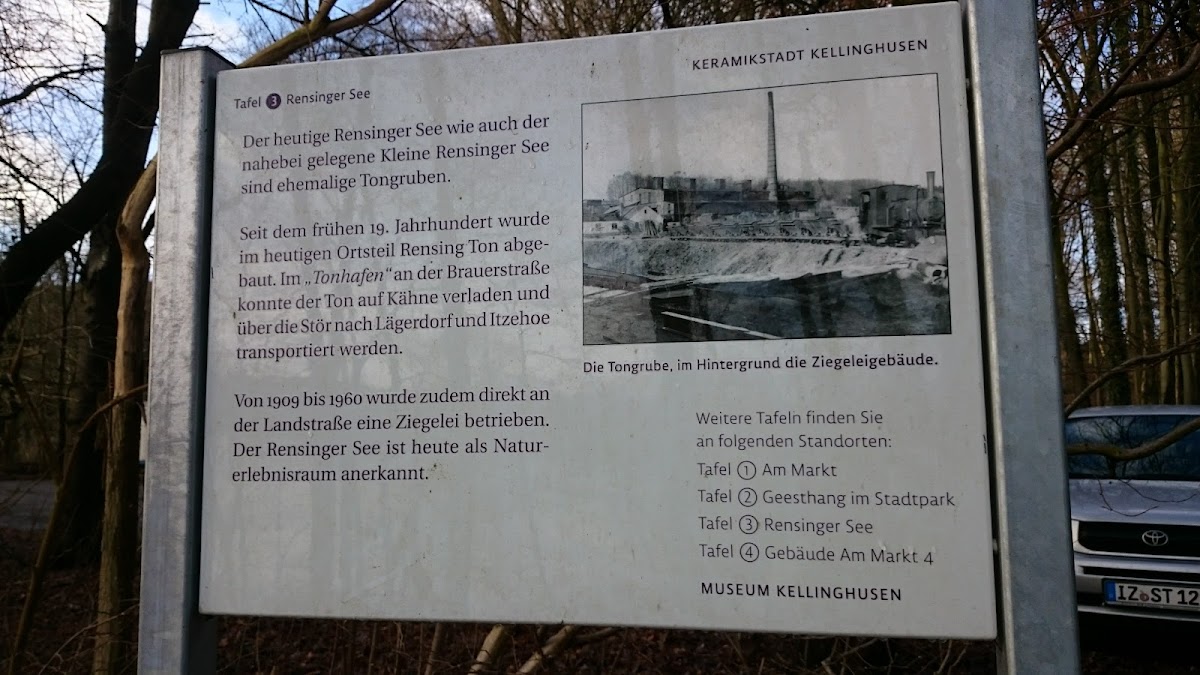 KERAMIKSTADT KELLINGHUSEN
Tafel 3 Rensinger See
Der heutige Rensinger See wie auch der
nahebei gelegene Kleine Rensinger See
sind ehemalige Tongruben.
Seit dem frühen 19. Jahrhundert wurde
im heutigen Ortsteil Rensing Ton abge-
baut. Im „Tonhafen“ an der Brauerstraße
konnte der Ton auf Kähne verladen und
über die Stör nach Lägerdorf und Itzehoe
transportiert werden.
Von 1909 bis 1960 wurde zudem direkt an
der Landstraße eine Ziegelei betrieben.
Der Rensinger See ist heute als Natur-
erlebnisraum anerkannt.
Die Tongrube, im Hintergrund die Ziegeleigebäude.
Weitere Tafeln finden Sie
an folgenden Standorten:
Tafel 1 Am Markt
Tafel 2 Geesthang im Stadtpark
Tafel 3 Rensinger See
Tafel 4 Gebäude Am Markt 4
MUSEUM KELLINGHUSEN
IZ ST 12